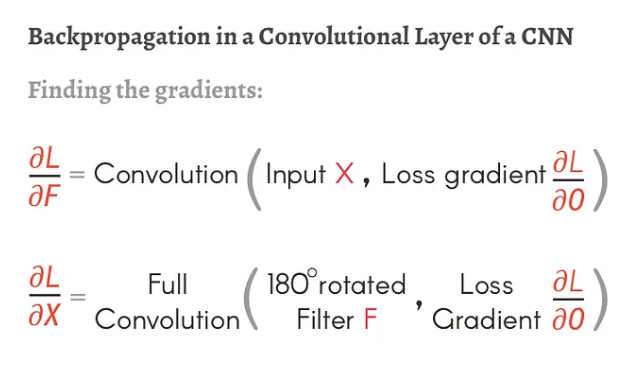 Backpropagation in a Convolutional Layer of a CNN
Finding the gradients:
∂L/∂F = Convolution ( Input X , Loss gradient ∂L/∂O )
∂L/∂X = Full Convolution ( 180° rotated Filter F , Loss Gradient ∂L/∂O )